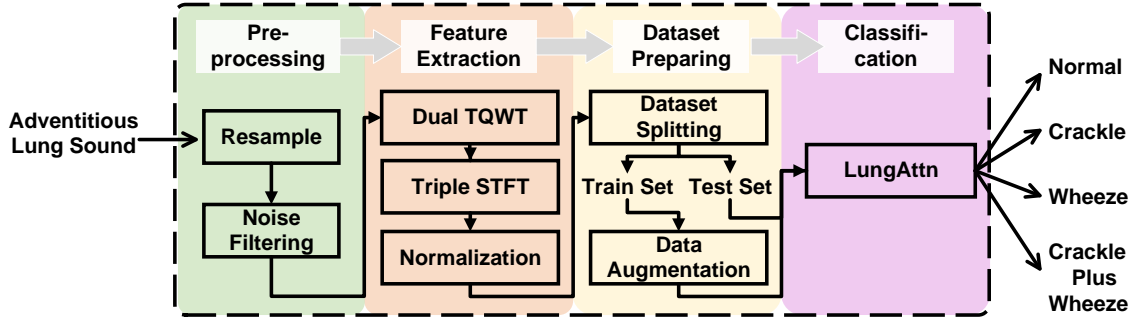 Pre-
processing
Feature
Extraction
Dataset
Preparing
Classifi-
cation
Adventitious
Lung Sound
Resample
Noise
Filtering
Dual TQWT
Triple STFT
Normalization
Dataset
Splitting
Train Set
Test Set
Data
Augmentation
LungAttn
Normal
Crackle
Wheeze
Crackle
Plus
Wheeze